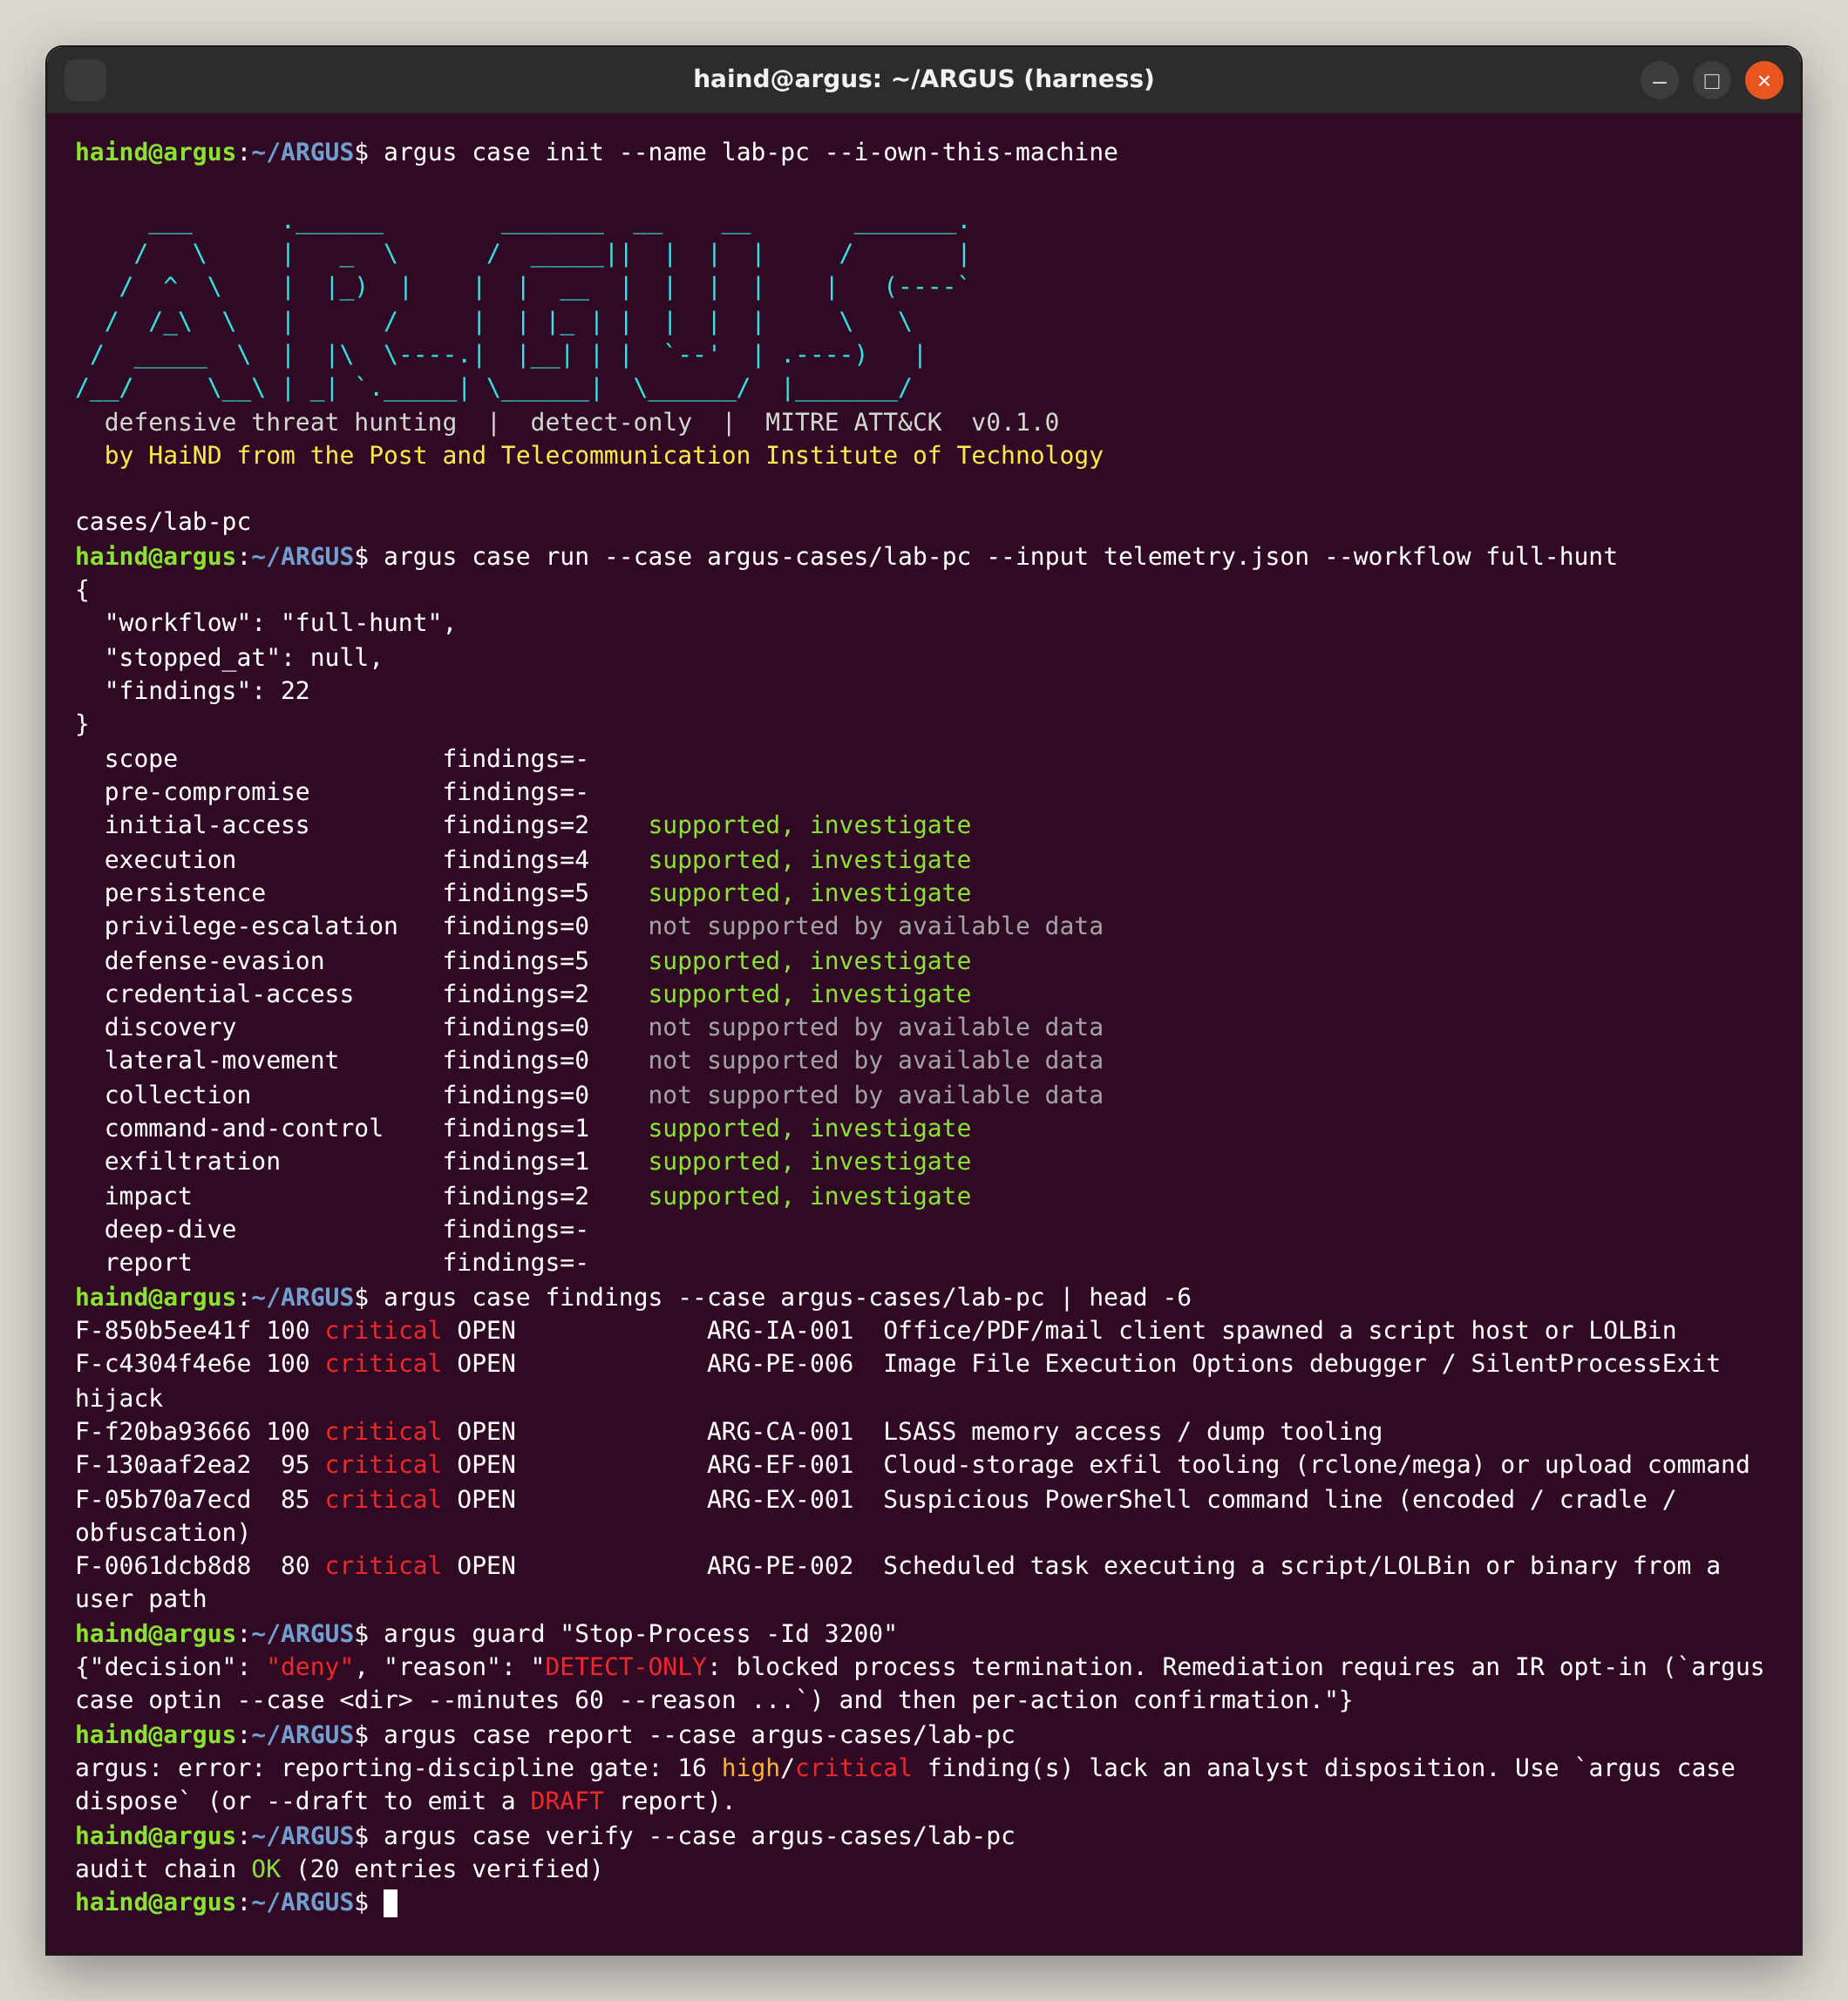 haind@argus: ~/ARGUS (harness)
haind@argus:~/ARGUS$ argus case init --name lab-pc --i-own-this-machine
     ___      .______        _______  __    __       _______.
    /   \     |   _  \      /  _____||  |  |  |     /       |
   /  ^  \    |  |_)  |    |  |  __  |  |  |  |    |   (----`
  /  /_\  \   |      /     |  | |_ | |  |  |  |     \   \
 /  _____  \  |  |\  \----.|  |__| | |  `--'  | .----)   |
/__/     \__\ | _| `._____| \______|  \______/  |_______/
  defensive threat hunting  |  detect-only  |  MITRE ATT&CK  v0.1.0
  by HaiND from the Post and Telecommunication Institute of Technology
cases/lab-pc
haind@argus:~/ARGUS$ argus case run --case argus-cases/lab-pc --input telemetry.json --workflow full-hunt
{
  "workflow": "full-hunt",
  "stopped_at": null,
  "findings": 22
}
  scope                  findings=-
  pre-compromise         findings=-
  initial-access         findings=2    supported, investigate
  execution              findings=4    supported, investigate
  persistence            findings=5    supported, investigate
  privilege-escalation   findings=0    not supported by available data
  defense-evasion        findings=5    supported, investigate
  credential-access      findings=2    supported, investigate
  discovery              findings=0    not supported by available data
  lateral-movement       findings=0    not supported by available data
  collection             findings=0    not supported by available data
  command-and-control    findings=1    supported, investigate
  exfiltration           findings=1    supported, investigate
  impact                 findings=2    supported, investigate
  deep-dive              findings=-
  report                 findings=-
haind@argus:~/ARGUS$ argus case findings --case argus-cases/lab-pc | head -6
F-850b5ee41f 100 critical OPEN             ARG-IA-001  Office/PDF/mail client spawned a script host or LOLBin
F-c4304f4e6e 100 critical OPEN             ARG-PE-006  Image File Execution Options debugger / SilentProcessExit
hijack
F-f20ba93666 100 critical OPEN             ARG-CA-001  LSASS memory access / dump tooling
F-130aaf2ea2  95 critical OPEN             ARG-EF-001  Cloud-storage exfil tooling (rclone/mega) or upload command
F-05b70a7ecd  85 critical OPEN             ARG-EX-001  Suspicious PowerShell command line (encoded / cradle /
obfuscation)
F-0061dcb8d8  80 critical OPEN             ARG-PE-002  Scheduled task executing a script/LOLBin or binary from a
user path
haind@argus:~/ARGUS$ argus guard "Stop-Process -Id 3200"
{"decision": "deny", "reason": "DETECT-ONLY: blocked process termination. Remediation requires an IR opt-in (`argus
case optin --case <dir> --minutes 60 --reason ...`) and then per-action confirmation."}
haind@argus:~/ARGUS$ argus case report --case argus-cases/lab-pc
argus: error: reporting-discipline gate: 16 high/critical finding(s) lack an analyst disposition. Use `argus case
dispose` (or --draft to emit a DRAFT report).
haind@argus:~/ARGUS$ argus case verify --case argus-cases/lab-pc
audit chain OK (20 entries verified)
haind@argus:~/ARGUS$